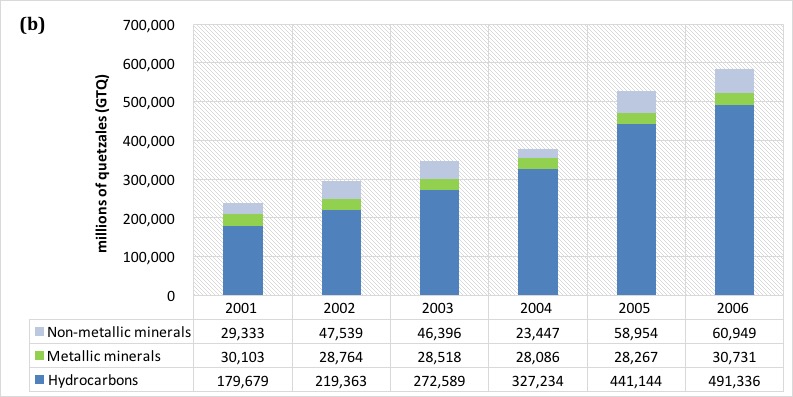 (b)
millions of quetzales (GTQ)
700,000
600,000
500,000
400,000
300,000
200,000
100,000
0
2001 2002 2003 2004 2005 2006
Non-metallic minerals 29,333 47,539 46,396 23,447 58,954 60,949
Metallic minerals 30,103 28,764 28,518 28,086 28,267 30,731
Hydrocarbons 179,679 219,363 272,589 327,234 441,144 491,336